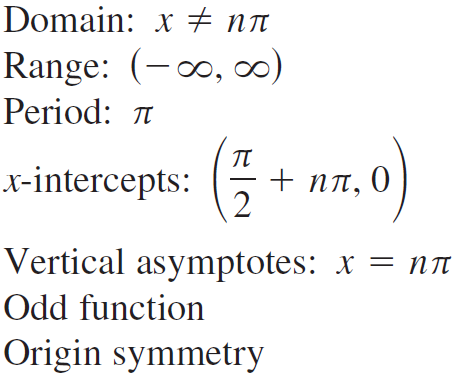 Domain: x ≠ nπ
Range: (−∞, ∞)
Period: π
x-intercepts: (π/2 + nπ, 0)
Vertical asymptotes: x = nπ
Odd function
Origin symmetry